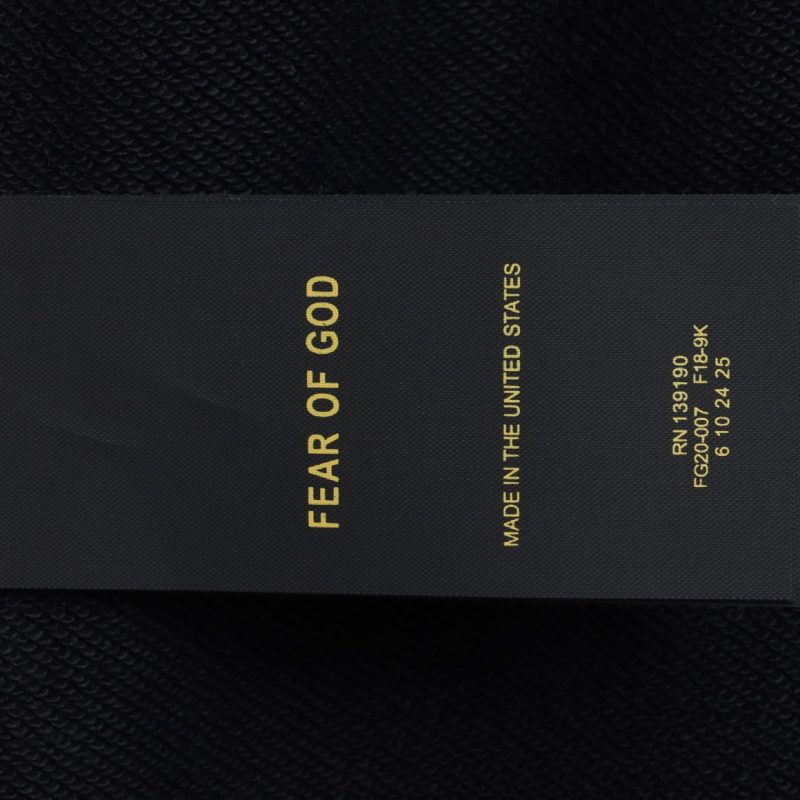 FEAR OF GOD
MADE IN THE UNITED STATES
RN 139190
FG20-007 F18-9K
6 10 24 25